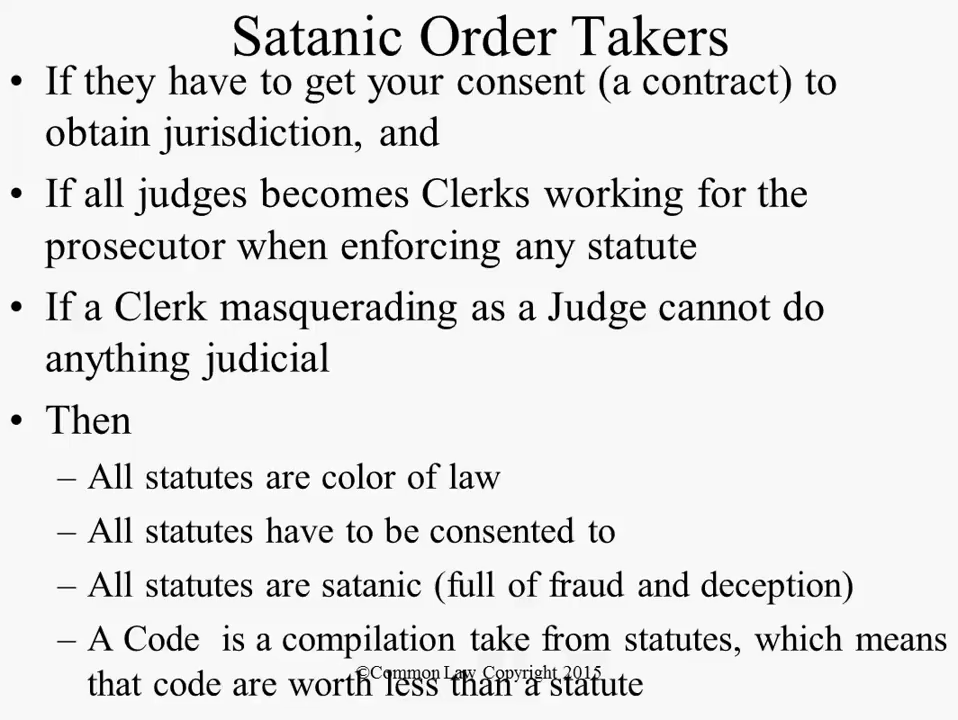 Satanic Order Takers
• If they have to get your consent (a contract) to
obtain jurisdiction, and
• If all judges becomes Clerks working for the
prosecutor when enforcing any statute
• If a Clerk masquerading as a Judge cannot do
anything judicial
• Then
– All statutes are color of law
– All statutes have to be consented to
– All statutes are satanic (full of fraud and deception)
– A Code is a compilation take from statutes, which means
that code are worth less than a statute
©Common Law Copyright 2015